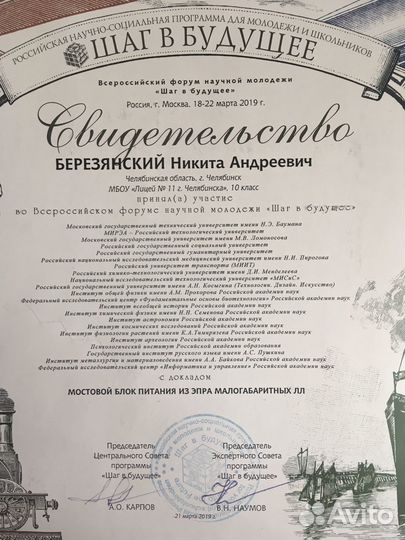 РОССИЙСКАЯ НАУЧНО-СОЦИАЛЬНАЯ ПРОГРАММА ДЛЯ МОЛОДЕЖИ И ШКОЛЬНИКОВ
ШАГ В БУДУЩЕЕ
Всероссийский форум научной молодежи
«Шаг в будущее»
Россия, г. Москва. 18-22 марта 2019 г.
Свидетельство
БЕРЕЗЯНСКИЙ Никита Андреевич
Челябинская область, г. Челябинск
МБОУ «Лицей № 11 г. Челябинска», 10 класс
принял(а) участие
во Всероссийском форуме научной молодежи «Шаг в будущее»
Московский государственный технический университет имени Н.Э. Баумана
МИРЭА – Российский технологический университет
Московский государственный университет имени М.В. Ломоносова
Российский государственный социальный университет
Российский государственный гуманитарный университет
Российский национальный исследовательский медицинский университет имени Н.И. Пирогова
Российский университет транспорта (МИИТ)
Российский химико-технологический университет имени Д.И. Менделеева
Национальный исследовательский технологический университет «МИСиС»
Российский государственный университет имени А.Н. Косыгина (Технологии. Дизайн. Искусство)
Институт общей физики имени А.М. Прохорова Российской академии наук
Федеральный исследовательский центр «Фундаментальные основы биотехнологии» Российской академии наук
Институт всеобщей истории Российской академии наук
Институт химической физики имени Н.Н. Семенова Российской академии наук
Институт астрономии Российской академии наук
Институт космических исследований Российской академии наук
Институт физиологии растений имени К.А.Тимирязева Российской академии наук
Институт археологии Российской академии наук
Психологический институт Российской академии образования
Государственный институт русского языка имени А.С. Пушкина
Институт металлургии и материаловедения имени А.А. Байкова Российской академии наук
Федеральный исследовательский центр «Информатика и управление» Российской академии наук
с докладом
МОСТОВОЙ БЛОК ПИТАНИЯ ИЗ ЭПРА МАЛОГАБАРИТНЫХ ЛЛ
Председатель
Центрального Совета
программы
«Шаг в будущее»
А.О. КАРПОВ
Председатель
Экспертного Совета
программы
«Шаг в будущее»
В.Н. НАУМОВ
Шаг в будущее
21 марта 2019 г.
Avito